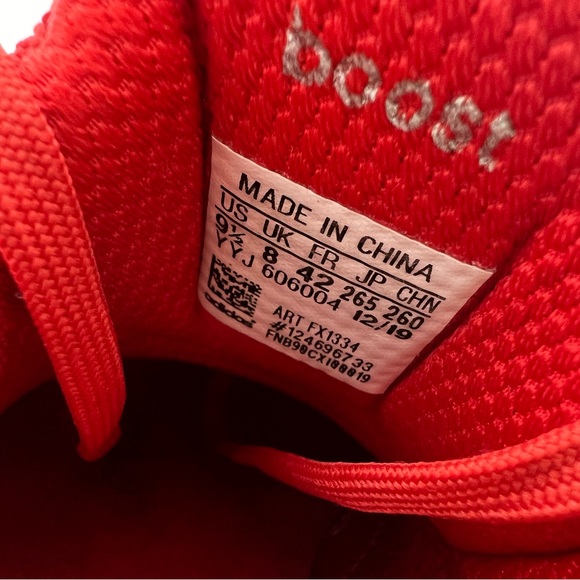 boost
MADE IN CHINA
US UK FR JP CHN
9½ 8 42 265 260
YYJ 606004 12/19
ART FX1334
#124696733
FNB90CX100019
adidas